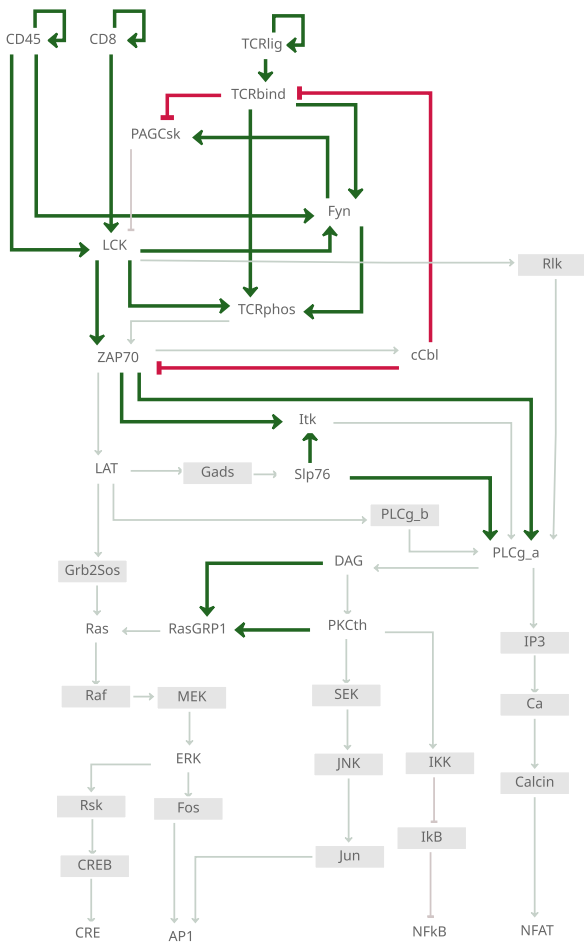 CD45
CD8
TCRlig
TCRbind
PAGCsk
Fyn
LCK
Rlk
TCRphos
ZAP70
cCbl
Itk
LAT
Gads
Slp76
PLCg_b
PLCg_a
DAG
Grb2Sos
Ras
RasGRP1
PKCth
IP3
Raf
MEK
SEK
Ca
ERK
JNK
IKK
Calcin
Rsk
Fos
IkB
CREB
Jun
CRE
AP1
NFkB
NFAT